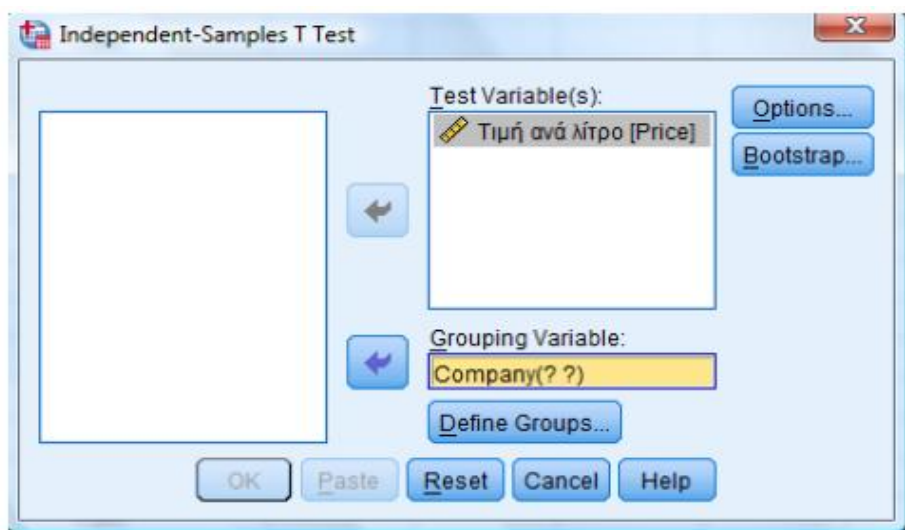 Independent-Samples T Test
Test Variable(s):
Τιμή ανά λίτρο [Price]
Options...
Bootstrap...
Grouping Variable:
Company(? ?)
Define Groups...
OK Paste Reset Cancel Help